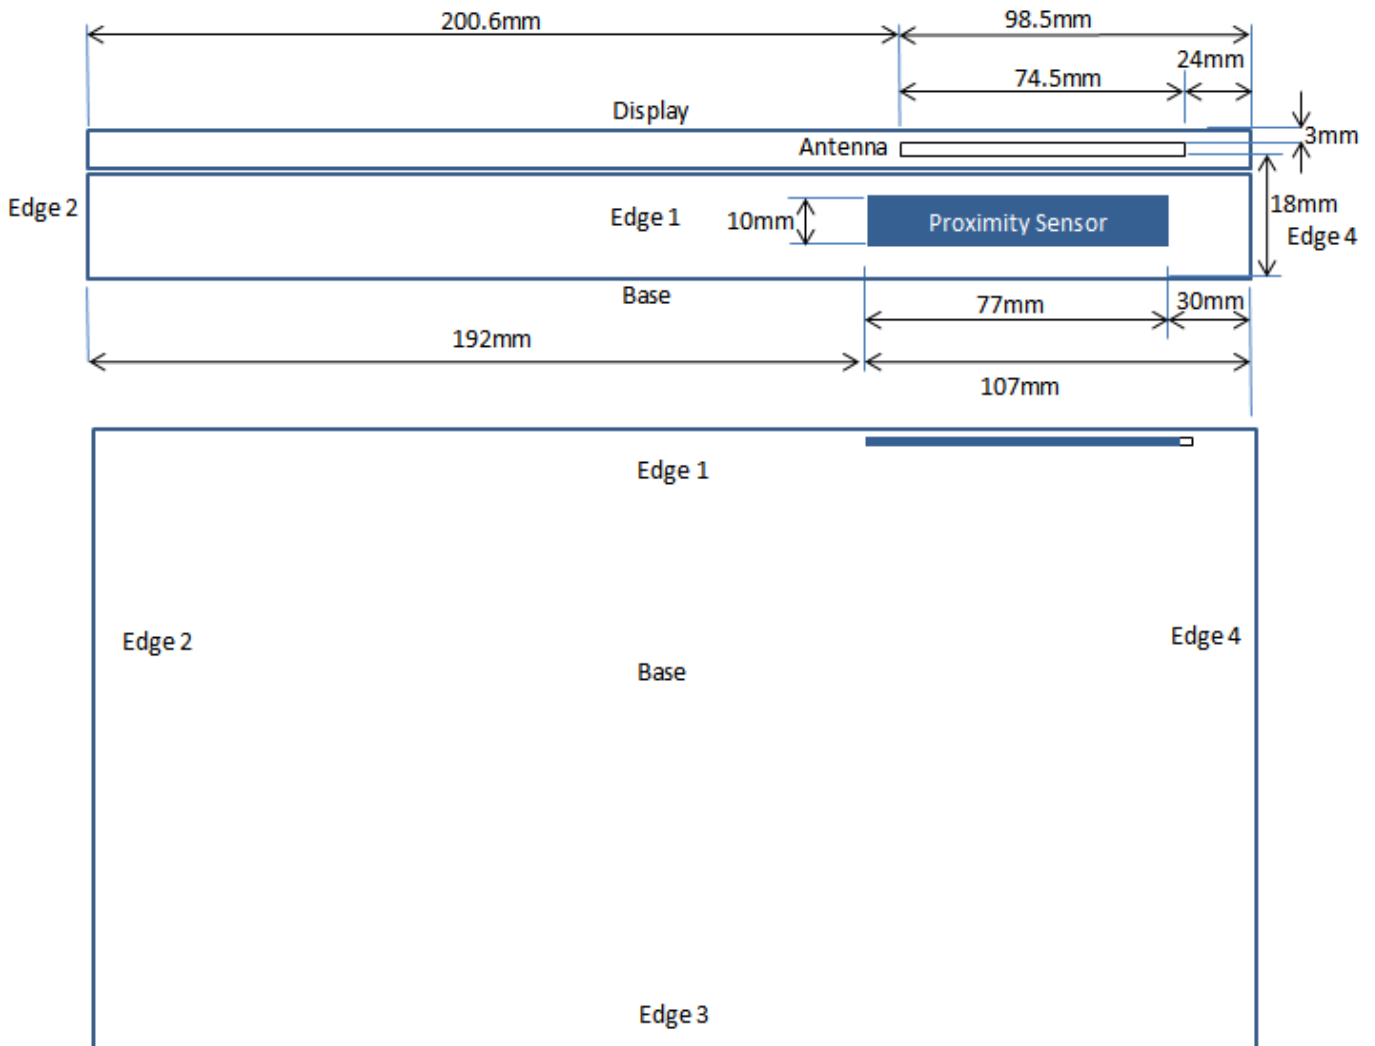 200.6mm
98.5mm
24mm
74.5mm
Display
3mm
Antenna
Edge 2
Edge 1
10mm
Proximity Sensor
18mm
Edge 4
Base
77mm
30mm
192mm
107mm
Edge 1
Edge 2
Edge 4
Base
Edge 3